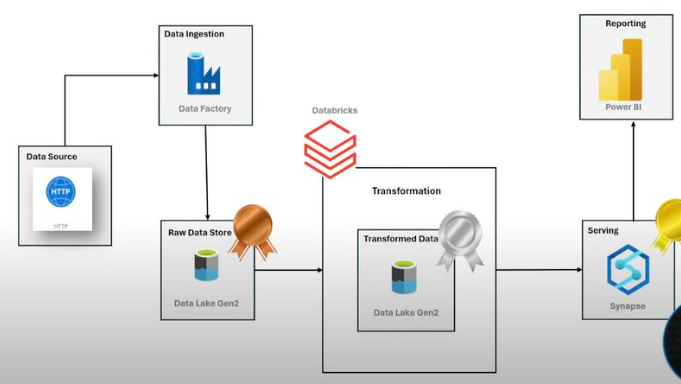 Data Source
HTTP
HTTP
Data Ingestion
Data Factory
Raw Data Store
Data Lake Gen2
Databricks
Transformation
Transformed Data
Data Lake Gen2
Serving
Synapse
Reporting
Power BI